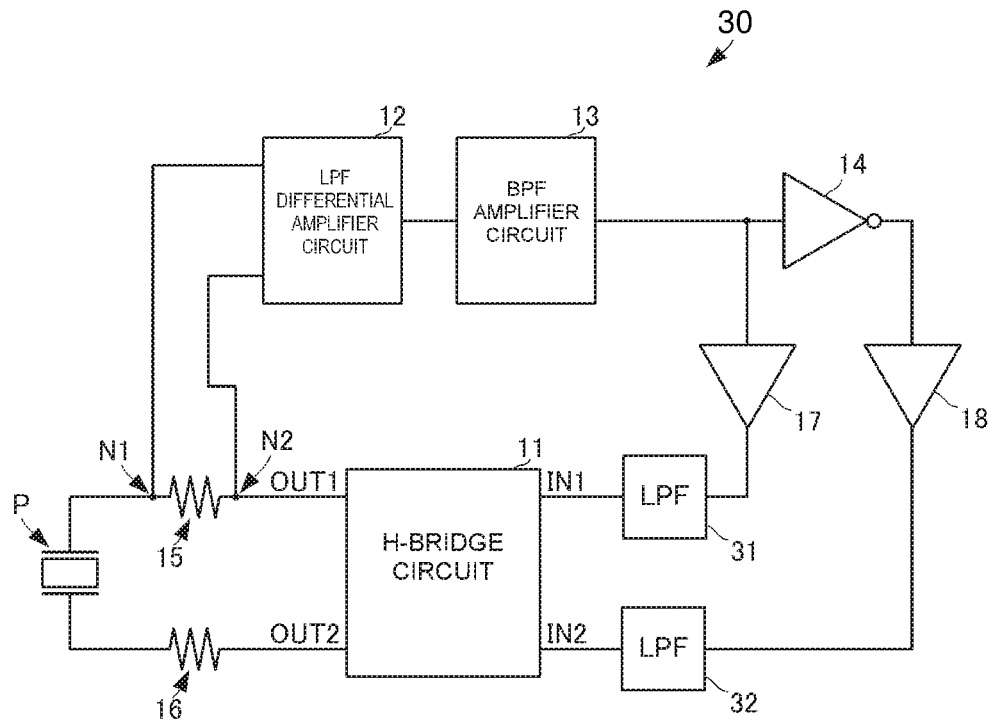 30
12
13
14
LPF
DIFFERENTIAL
AMPLIFIER
CIRCUIT
BPF
AMPLIFIER
CIRCUIT
17
18
N1
N2
OUT1
11
IN1
LPF
31
P
15
H-BRIDGE
CIRCUIT
OUT2
IN2
LPF
32
16